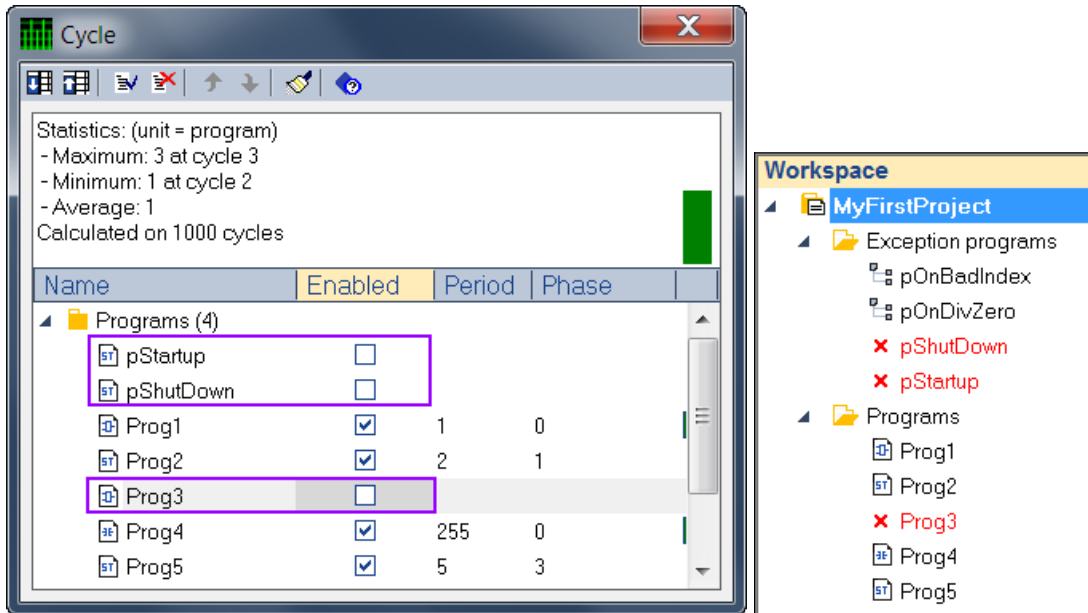 Cycle
Statistics: (unit = program)
- Maximum: 3 at cycle 3
- Minimum: 1 at cycle 2
- Average: 1
Calculated on 1000 cycles
Name Enabled Period Phase
Programs (4)
pStartup
pShutDown
Prog1 1 0
Prog2 2 1
Prog3
Prog4 255 0
Prog5 5 3
Workspace
MyFirstProject
Exception programs
pOnBadIndex
pOnDivZero
pShutDown
pStartup
Programs
Prog1
Prog2
Prog3
Prog4
Prog5